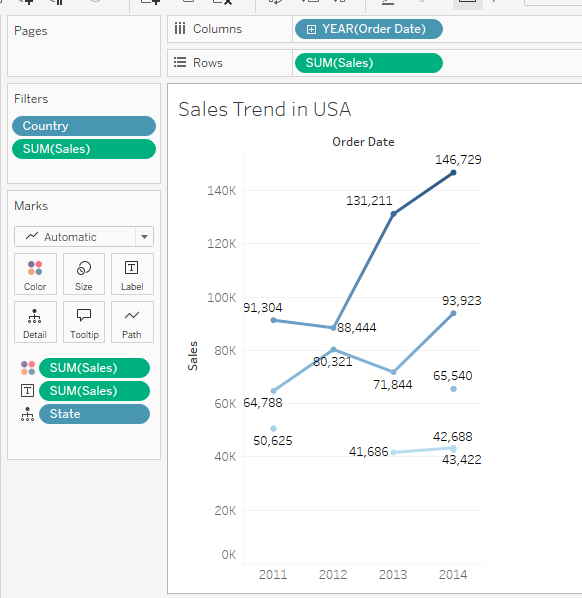 Pages
Columns
YEAR(Order Date)
Rows
SUM(Sales)
Filters
Country
SUM(Sales)
Marks
Automatic
Color
Size
Label
Detail
Tooltip
Path
SUM(Sales)
SUM(Sales)
State
Sales Trend in USA
Order Date
Sales
140K
120K
100K
80K
60K
40K
20K
0K
146,729
131,211
91,304
88,444
93,923
80,321
71,844
65,540
64,788
50,625
41,686
42,688
43,422
2011
2012
2013
2014